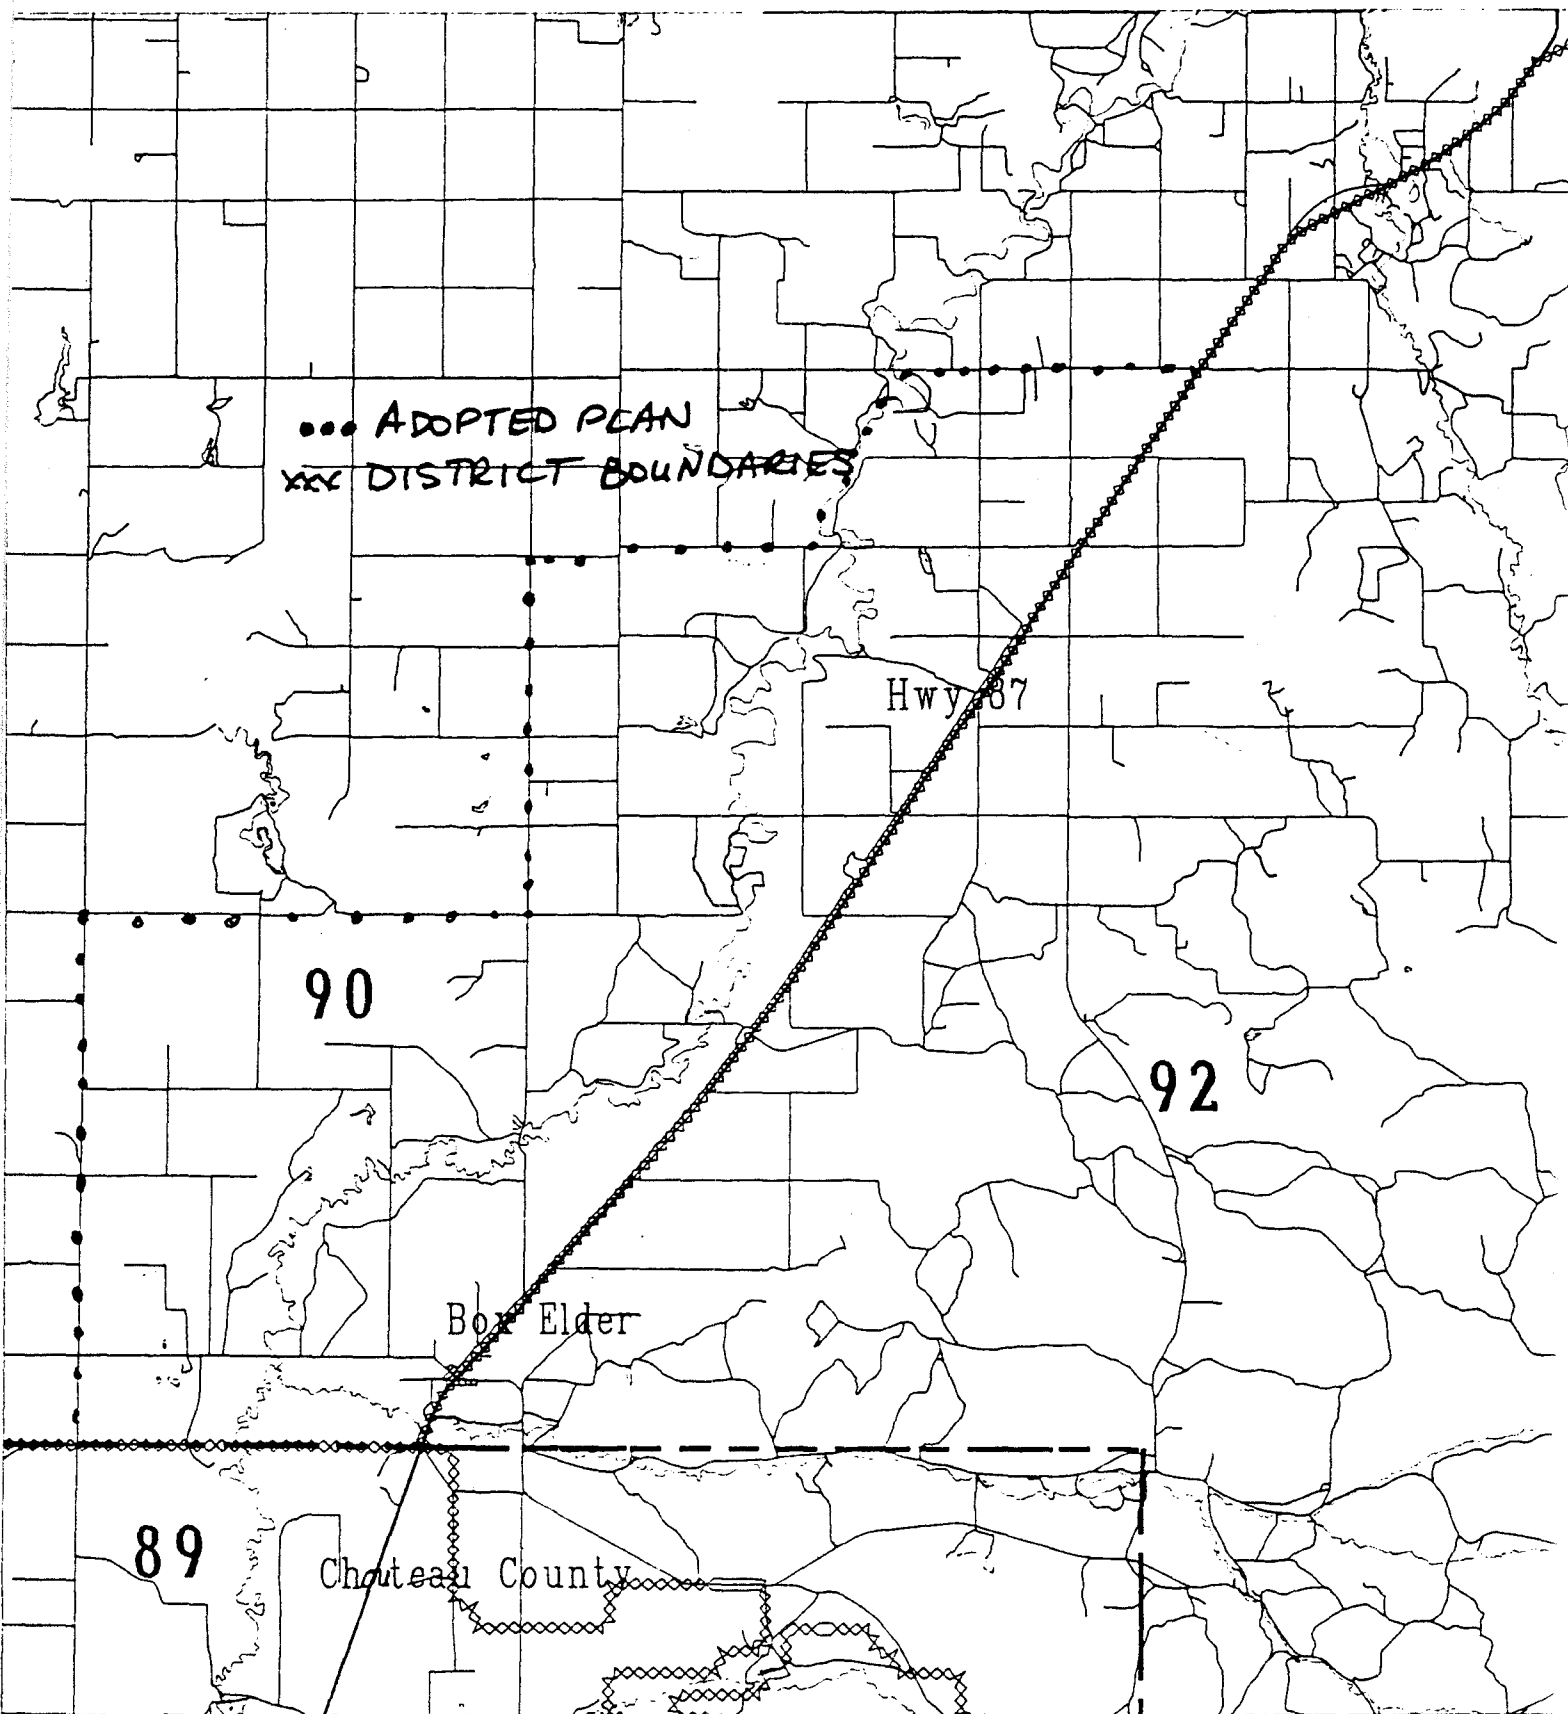 ••• ADOPTED PLAN
xxx DISTRICT BOUNDARIES
Hwy 87
90
92
Box Elder
89
Choteau County